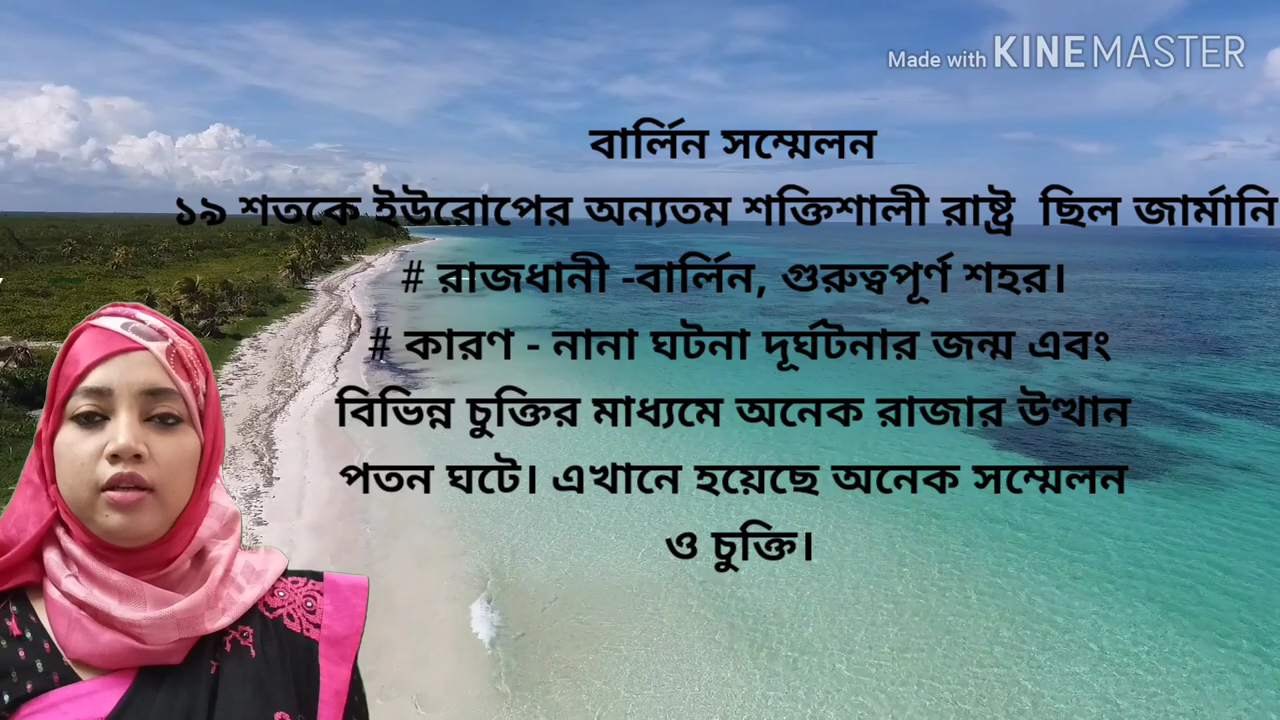 Made with KINEMASTER
বার্লিন সম্মেলন
১৯ শতকে ইউরোপের অন্যতম শক্তিশালী রাষ্ট্র ছিল জার্মানি
# রাজধানী -বার্লিন, গুরুত্বপূর্ণ শহর।
# কারণ - নানা ঘটনা দূর্ঘটনার জন্ম এবং
বিভিন্ন চুক্তির মাধ্যমে অনেক রাজার উত্থান
পতন ঘটে। এখানে হয়েছে অনেক সম্মেলন
ও চুক্তি।